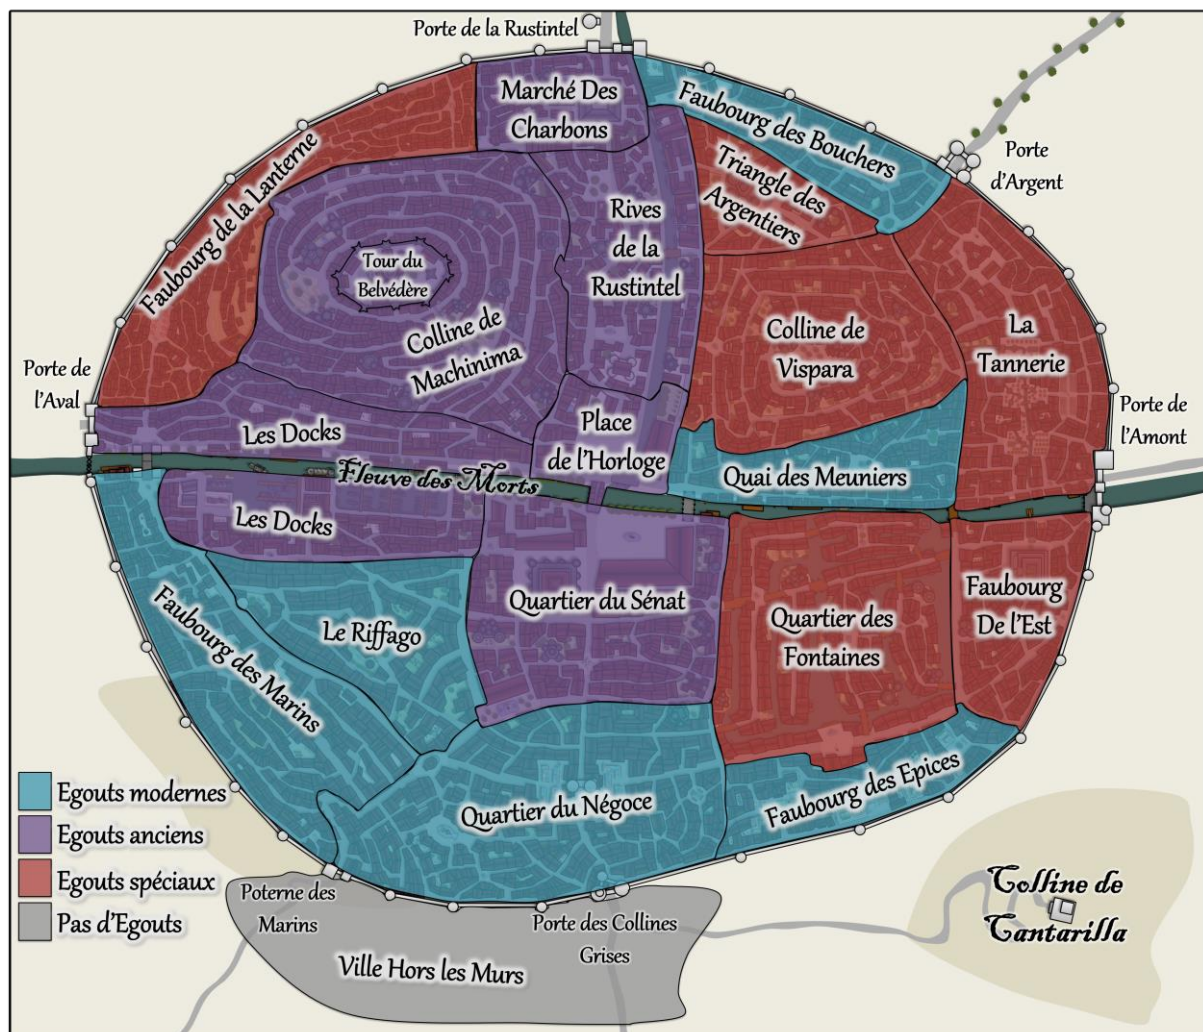 Porte de la Rustintel
Marché Des
Charbons
Faubourg des Bouchers
Porte
d'Argent
Faubourg de la Lanterne
Triangle des
Argentiers
Rives
de la
Rustintel
Tour du
Belvédère
Colline de
Machinima
Colline de
Vispara
La
Tannerie
Porte de
l'Aval
Les Docks
Place
de l'Horloge
Porte de
l'Amont
Quai des Meuniers
Fleuve des Morts
Les Docks
Quartier du Sénat
Quartier des
Fontaines
Faubourg
De l'Est
Le Riffago
Faubourg des Marins
Quartier du Négoce
Faubourg des Epices
Egouts modernes
Egouts anciens
Egouts spéciaux
Pas d'Egouts
Poterne des
Marins
Porte des Collines
Grises
Ville Hors les Murs
Colline de
Cantarilla